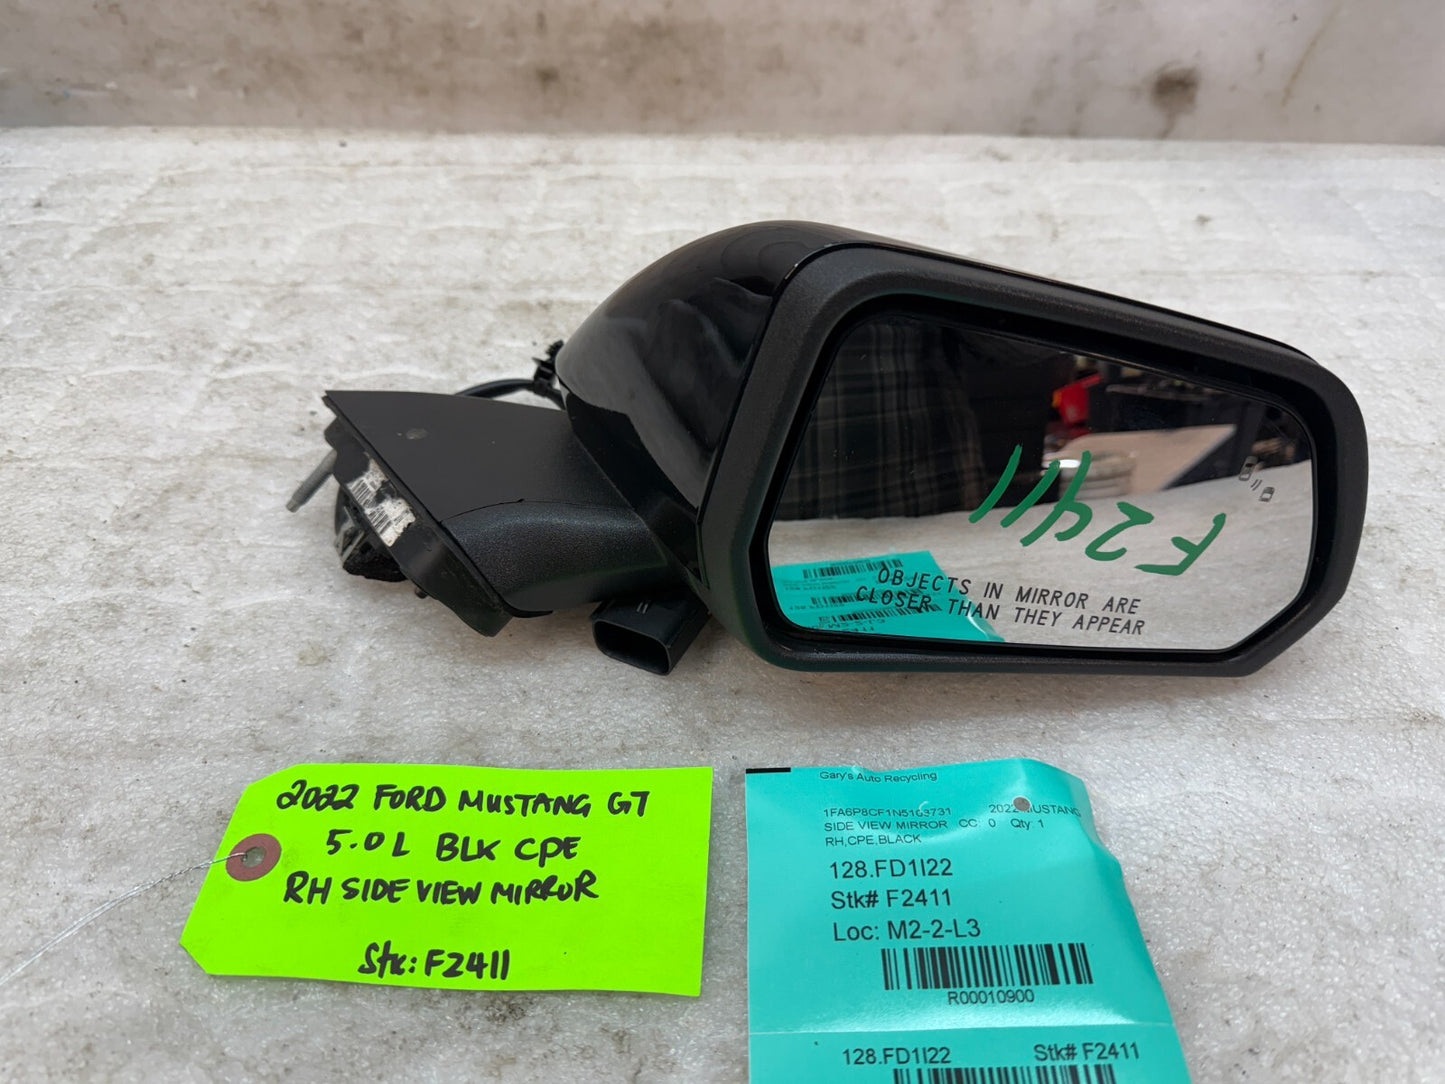 F2411
OBJECTS IN MIRROR ARE
CLOSER THAN THEY APPEAR
2022 FORD MUSTANG GT
5.0L BLK CPE
RH SIDE VIEW MIRROR
Stk: F2411
Gary's Auto Recycling
1FA6P8CF1N5103731 2022 MUSTANG
SIDE VIEW MIRROR CC: 0 Qty: 1
RH,CPE,BLACK
128.FD1I22
Stk# F2411
Loc: M2-2-L3
R00010900
128.FD1I22 Stk# F2411